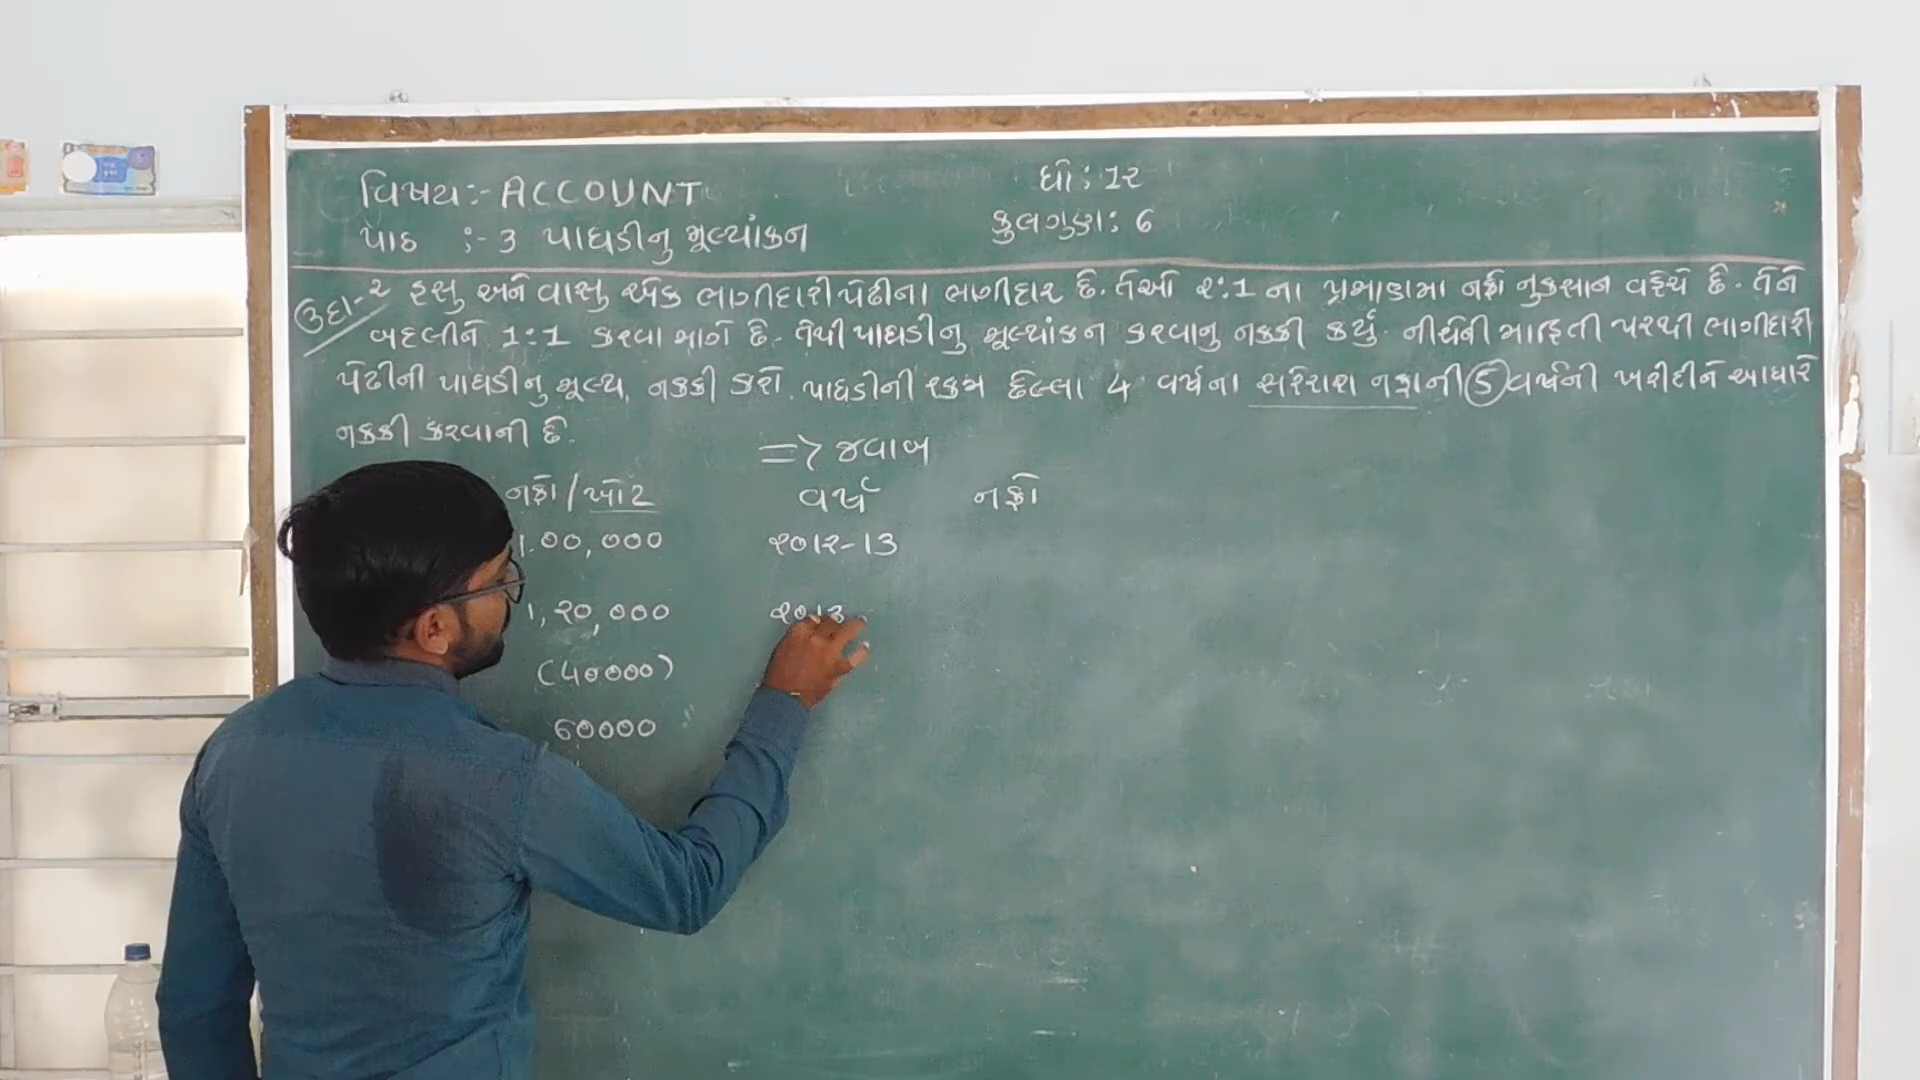 વિષય:- ACCOUNT
ધો: 12
પાઠ :- 3 પાઘડીનુ મૂલ્યાંકન
કુલગુણ: 6
ઉદા-2 હસુ અને વાસુ એક ભાગીદારી પેઢીના ભાગીદાર છે. તેઓ 2:1 ના પ્રમાણમા નફા નુકસાન વહેંચે છે. તેને
બદલીને 1:1 કરવા માગે છે. તેથી પાઘડીનુ મૂલ્યાંકન કરવાનુ નક્કી કર્યુ. નીચેની માહિતી પરથી ભાગીદારી
પેઢીની પાઘડીનુ મૂલ્ય નક્કી કરો. પાઘડીની રકમ છેલ્લા 4 વર્ષના સરેરાશ નફાની 5 વર્ષની ખરીદીને આધારે
નક્કી કરવાની છે.
=> જવાબ
નફો / ખોટ
વર્ષ નફો
1,00,000
2012-13
1,20,000
2013
(40000)
60000